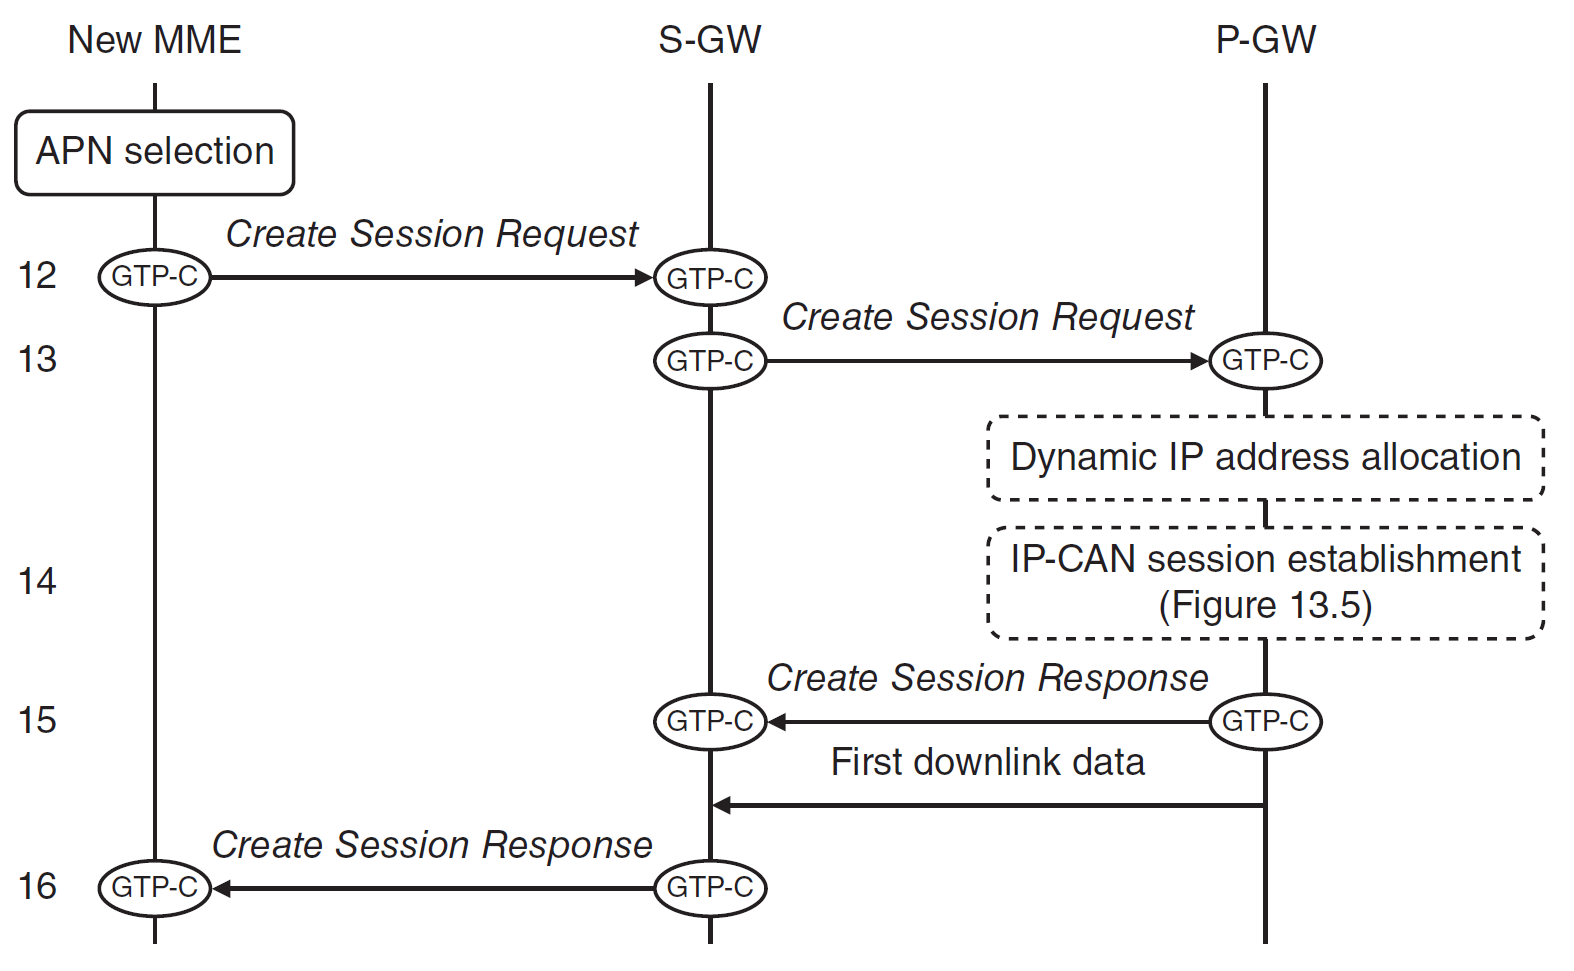 New MME
S-GW
P-GW
APN selection
Create Session Request
12
GTP-C
GTP-C
Create Session Request
13
GTP-C
GTP-C
Dynamic IP address allocation
IP-CAN session establishment
14
(Figure 13.5)
Create Session Response
15
GTP-C
GTP-C
First downlink data
Create Session Response
16
GTP-C
GTP-C